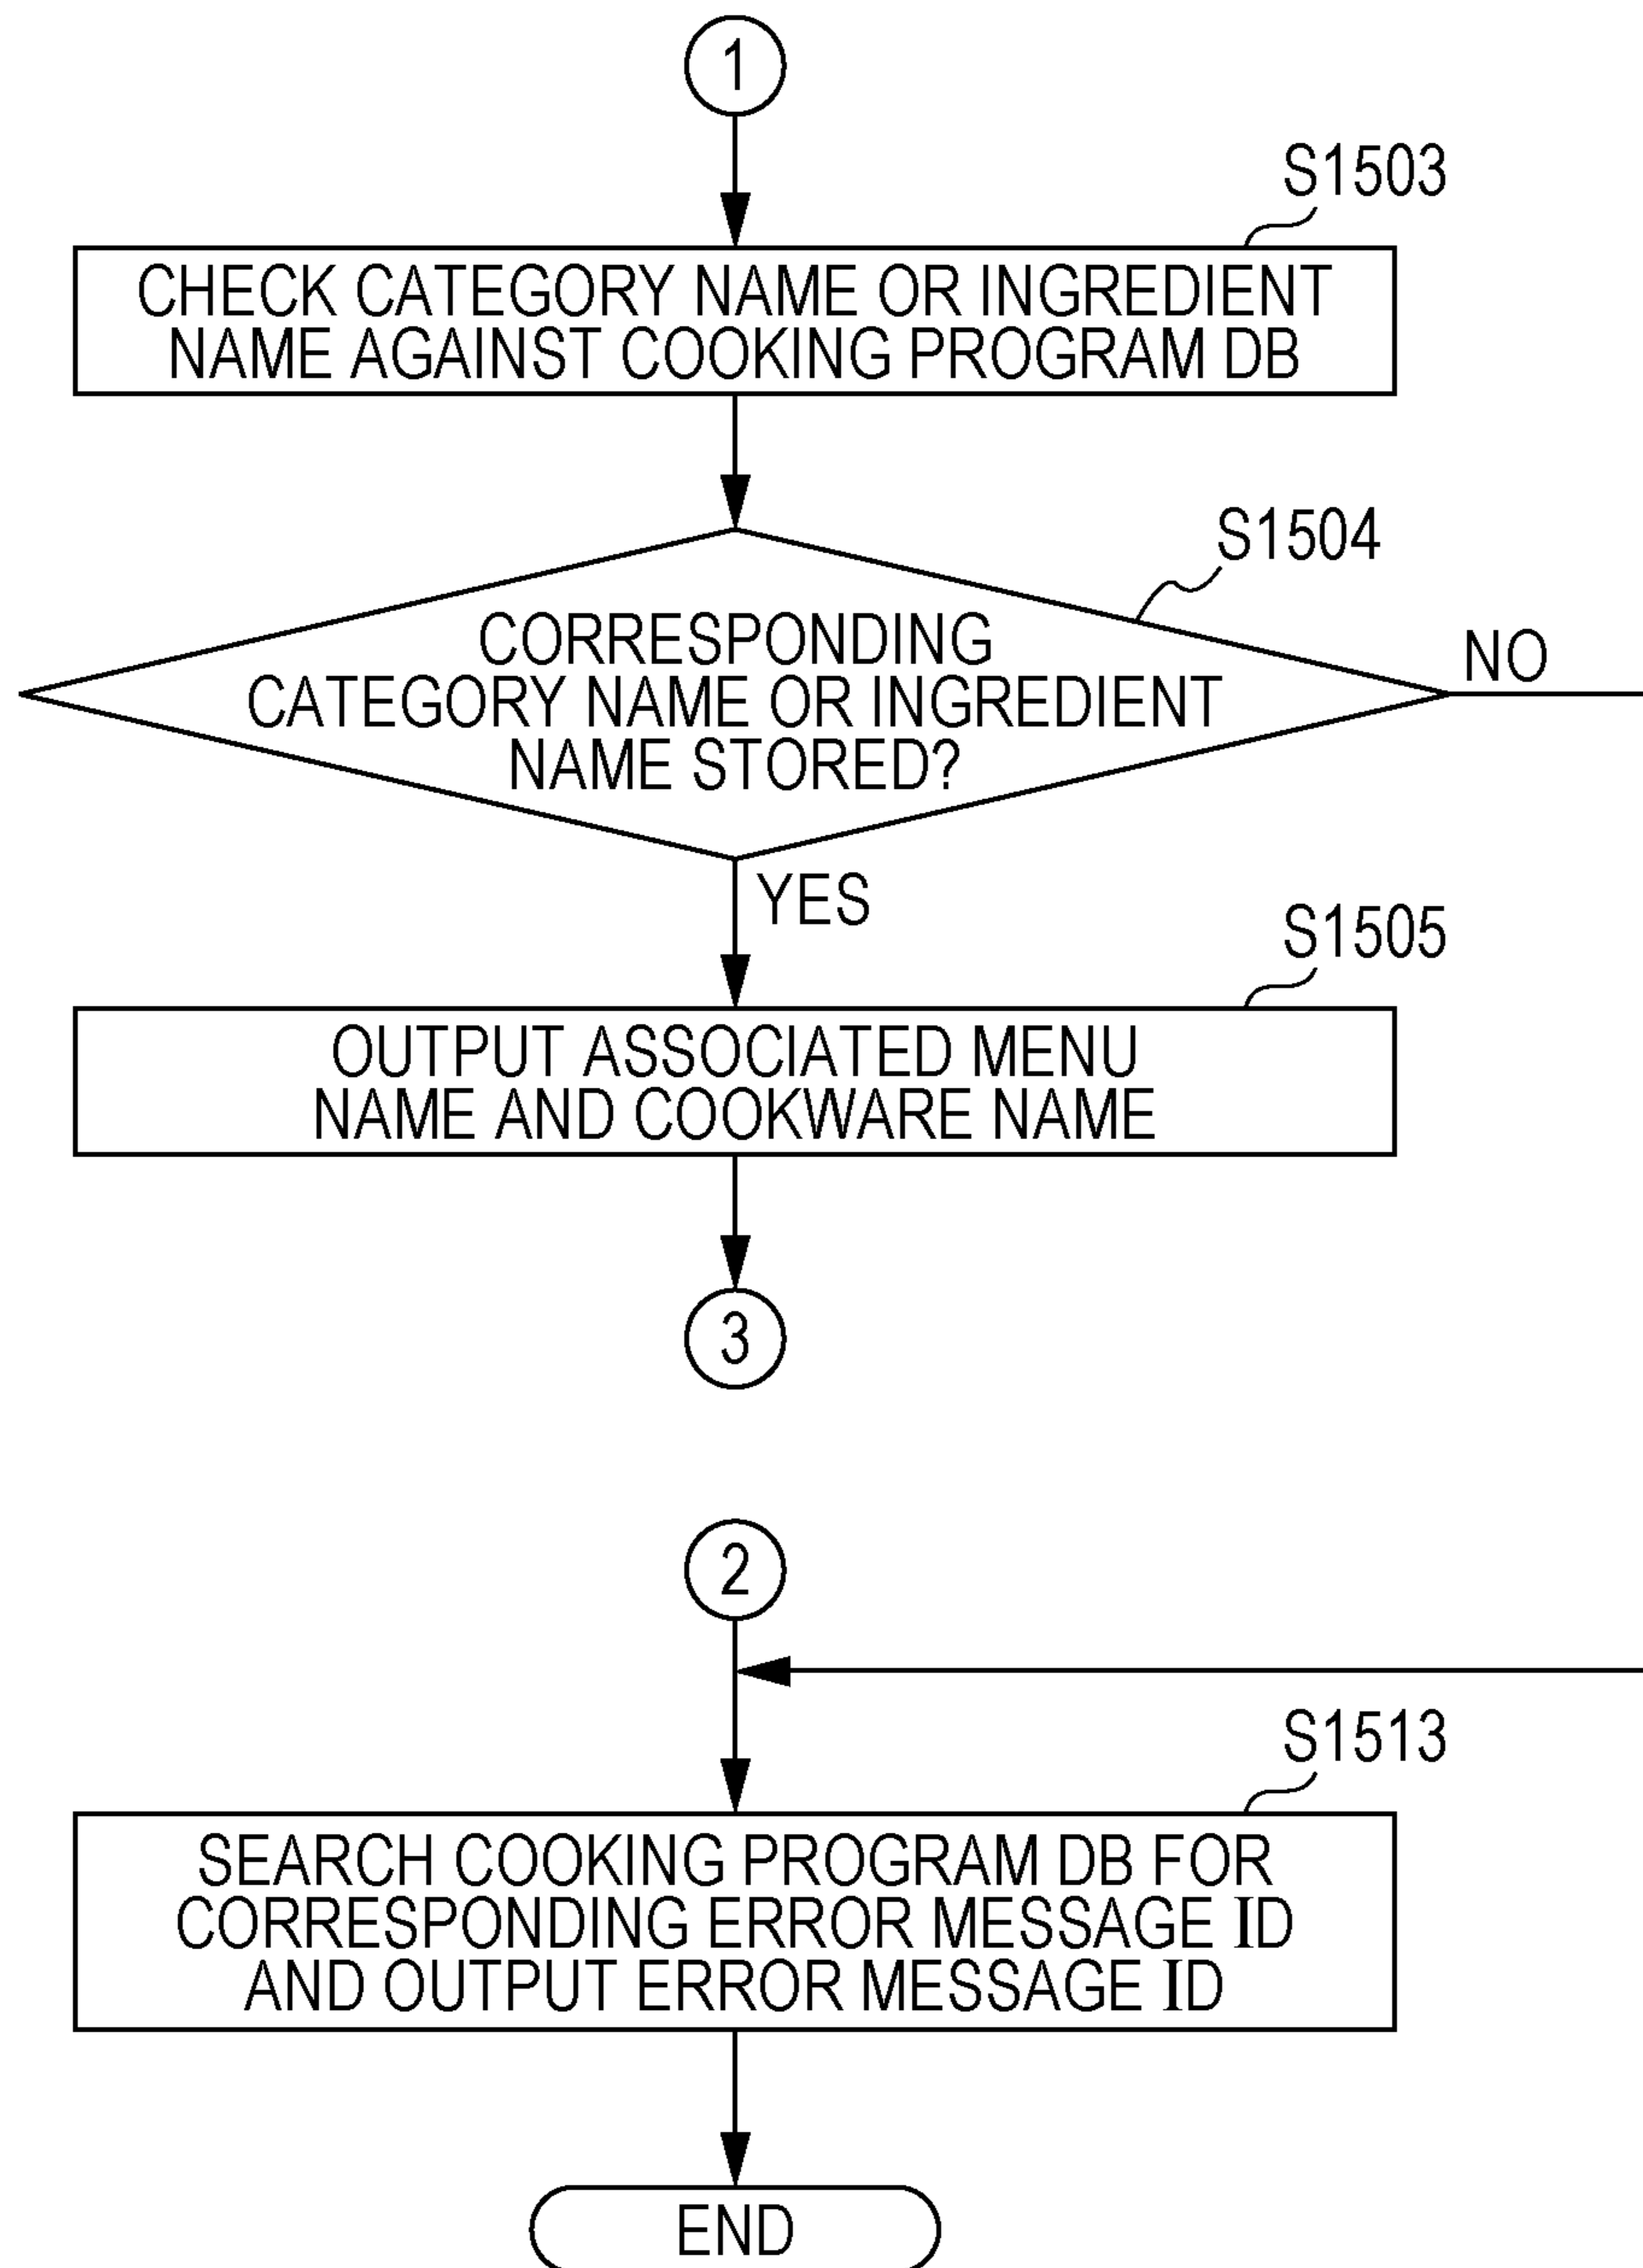 1
S1503
CHECK CATEGORY NAME OR INGREDIENT
NAME AGAINST COOKING PROGRAM DB
S1504
CORRESPONDING
CATEGORY NAME OR INGREDIENT
NAME STORED?
NO
YES
S1505
OUTPUT ASSOCIATED MENU
NAME AND COOKWARE NAME
3
2
S1513
SEARCH COOKING PROGRAM DB FOR
CORRESPONDING ERROR MESSAGE ID
AND OUTPUT ERROR MESSAGE ID
END